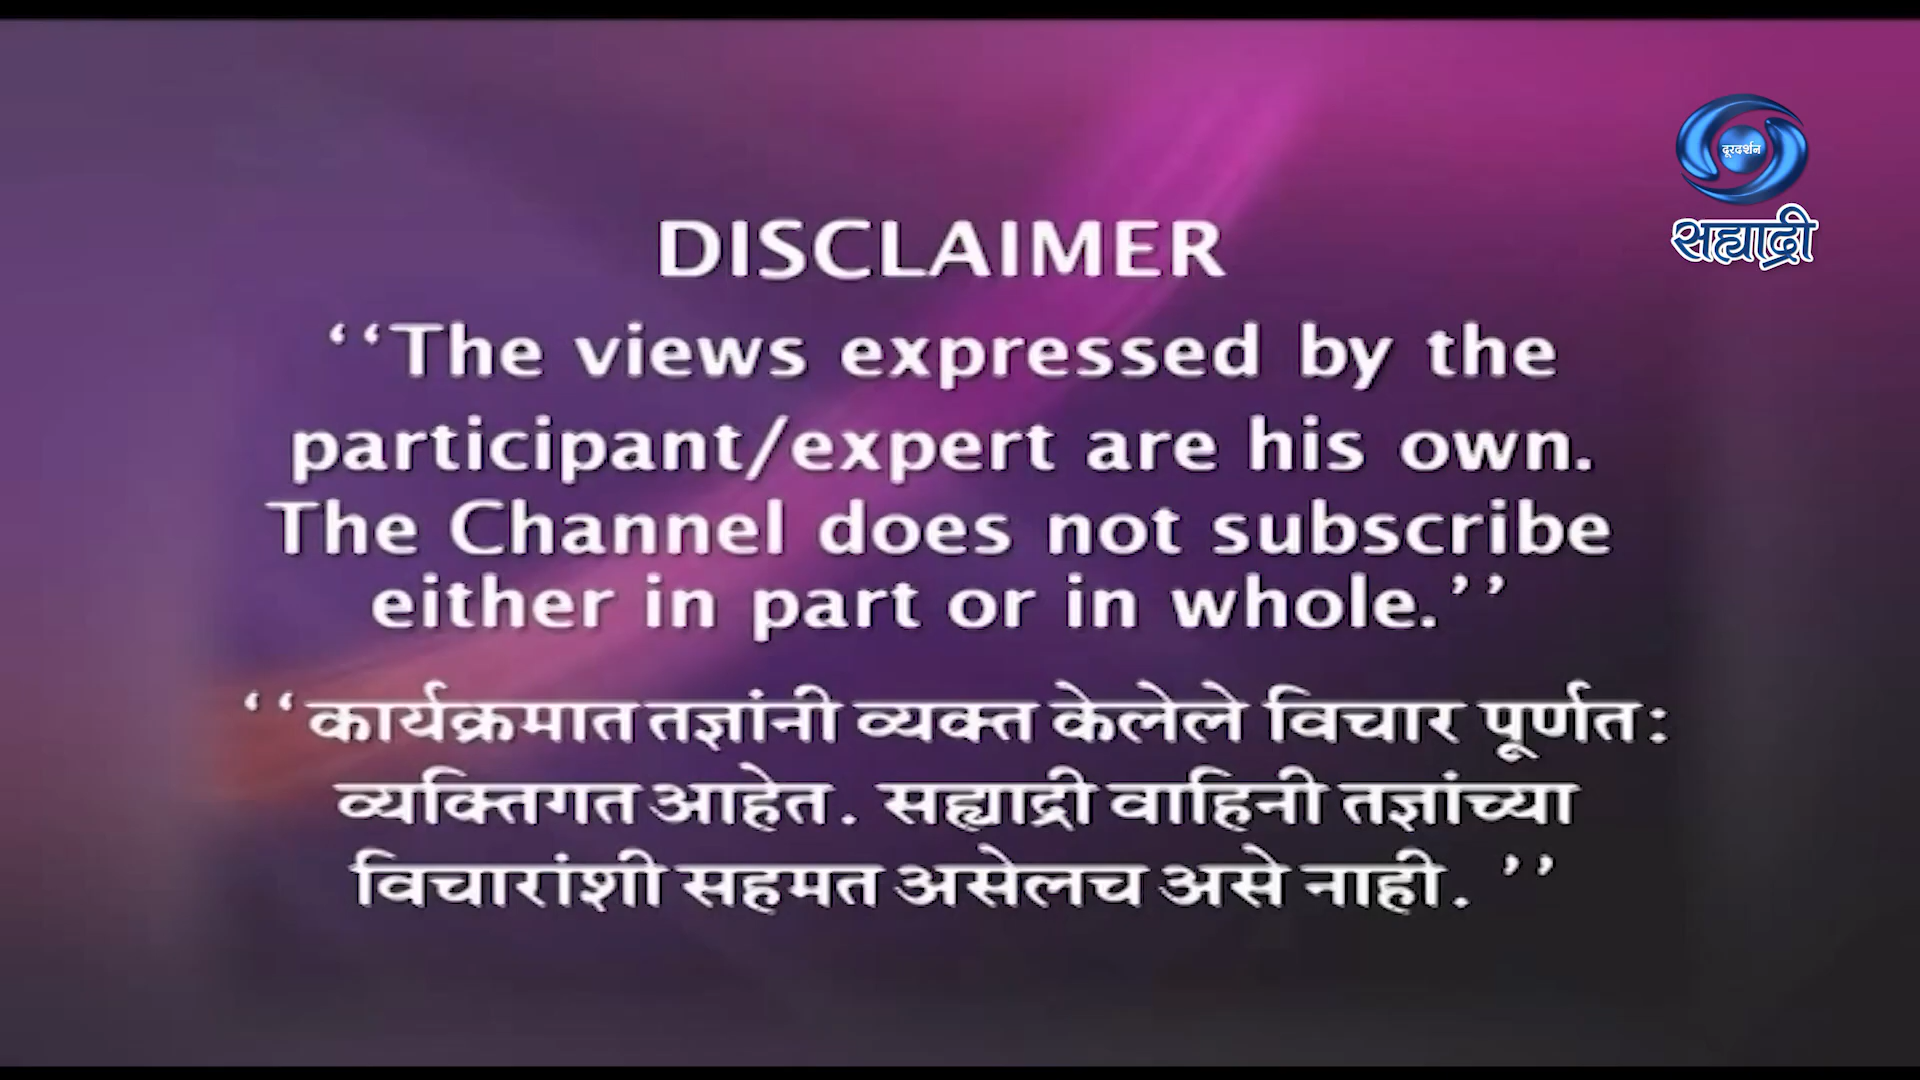 दूरदर्शन
सह्याद्री
DISCLAIMER
‘‘The views expressed by the
participant/expert are his own.
The Channel does not subscribe
either in part or in whole.’’
‘‘कार्यक्रमात तज्ञांनी व्यक्त केलेले विचार पूर्णत:
व्यक्तिगत आहेत. सह्याद्री वाहिनी तज्ञांच्या
विचारांशी सहमत असेलच असे नाही. ’’